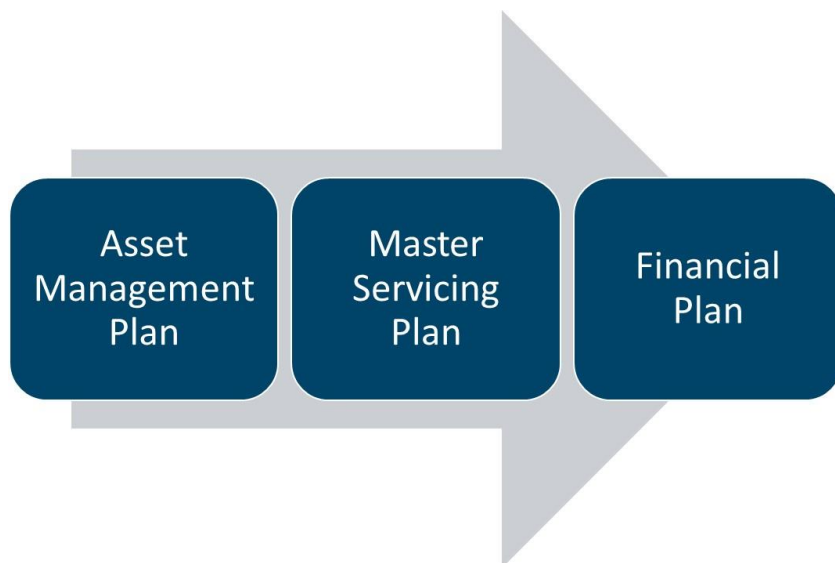 Asset
Management
Plan
Master
Servicing
Plan
Financial
Plan